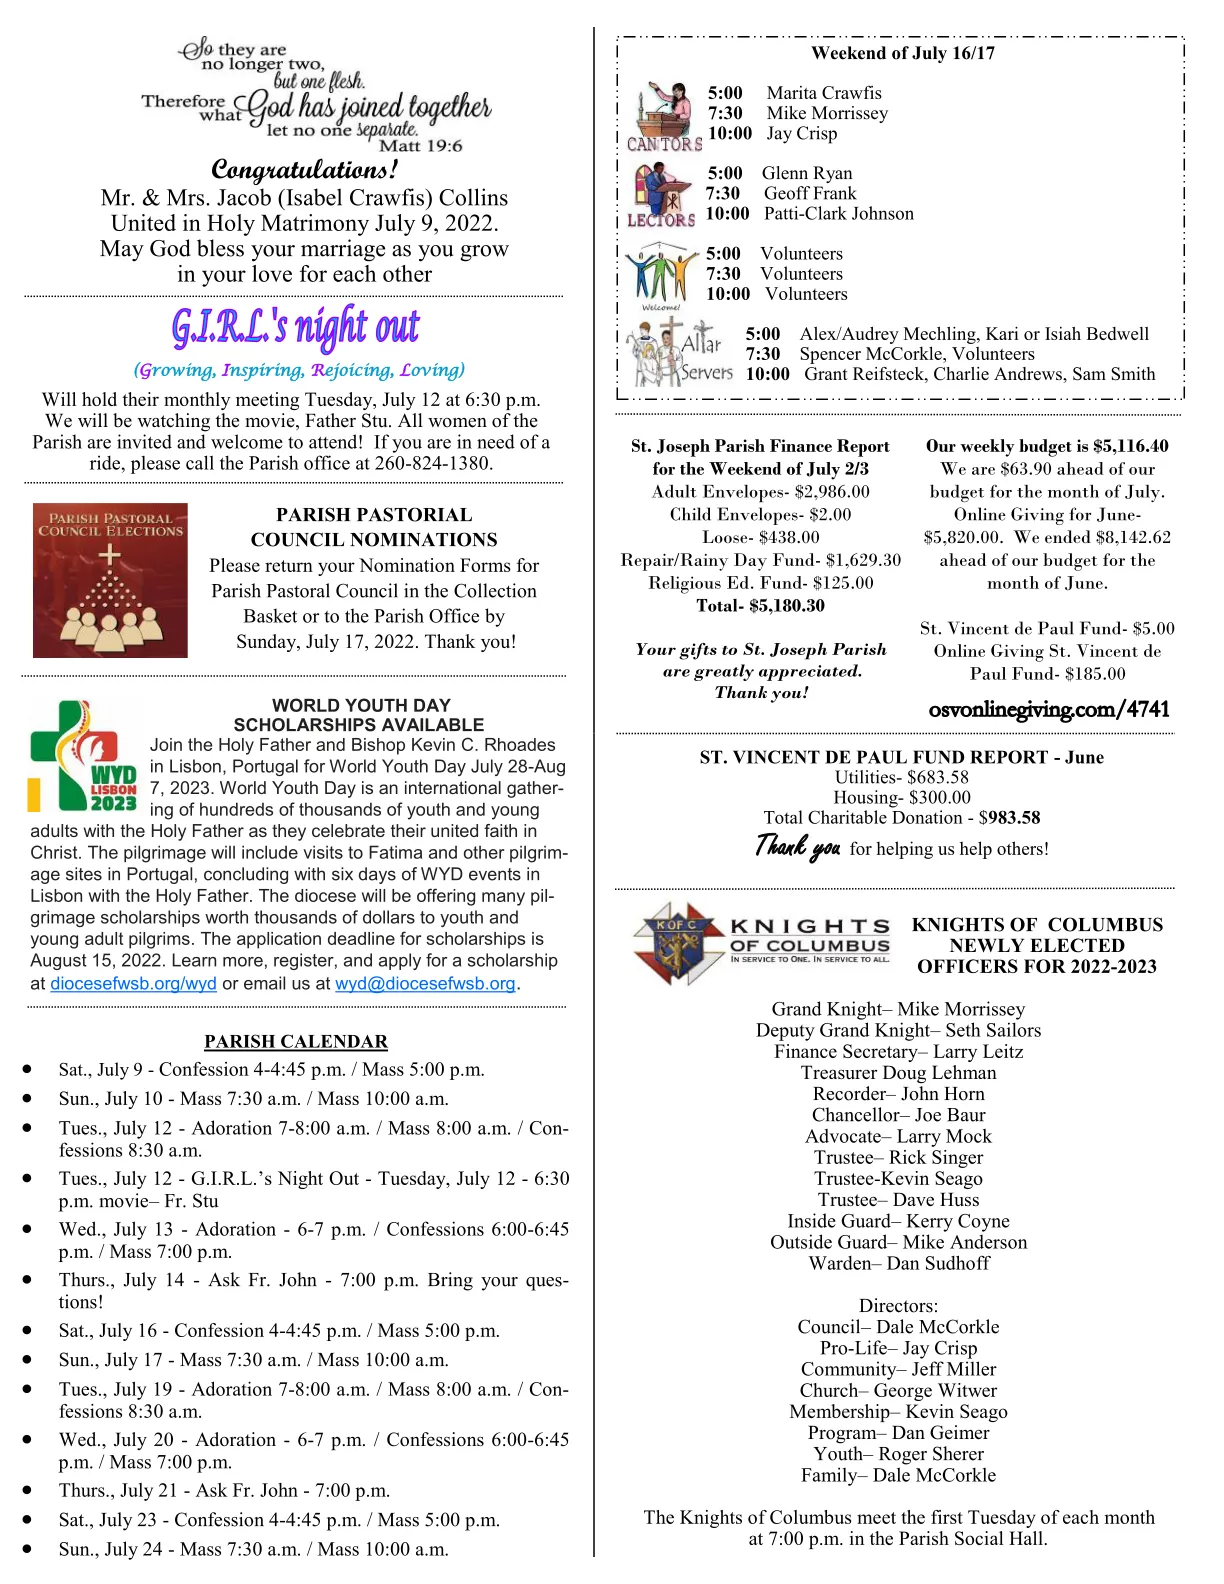 So they are
no longer two,
but one flesh.
Therefore
what God has joined together
let no one separate.
Matt 19:6
Congratulations!
Mr. & Mrs. Jacob (Isabel Crawfis) Collins
United in Holy Matrimony July 9, 2022.
May God bless your marriage as you grow
in your love for each other
G.I.R.L.'s night out
(Growing, Inspiring, Rejoicing, Loving)
Will hold their monthly meeting Tuesday, July 12 at 6:30 p.m.
We will be watching the movie, Father Stu. All women of the
Parish are invited and welcome to attend! If you are in need of a
ride, please call the Parish office at 260-824-1380.
PARISH PASTORAL
COUNCIL ELECTIONS
PARISH PASTORIAL
COUNCIL NOMINATIONS
Please return your Nomination Forms for
Parish Pastoral Council in the Collection
Basket or to the Parish Office by
Sunday, July 17, 2022. Thank you!
WYD
LISBON
2023
WORLD YOUTH DAY
SCHOLARSHIPS AVAILABLE
Join the Holy Father and Bishop Kevin C. Rhoades
in Lisbon, Portugal for World Youth Day July 28-Aug
7, 2023. World Youth Day is an international gather-
ing of hundreds of thousands of youth and young
adults with the Holy Father as they celebrate their united faith in
Christ. The pilgrimage will include visits to Fatima and other pilgrim-
age sites in Portugal, concluding with six days of WYD events in
Lisbon with the Holy Father. The diocese will be offering many pil-
grimage scholarships worth thousands of dollars to youth and
young adult pilgrims. The application deadline for scholarships is
August 15, 2022. Learn more, register, and apply for a scholarship
at diocesefwsb.org/wyd or email us at wyd@diocesefwsb.org.
PARISH CALENDAR
• Sat., July 9 - Confession 4-4:45 p.m. / Mass 5:00 p.m.
• Sun., July 10 - Mass 7:30 a.m. / Mass 10:00 a.m.
• Tues., July 12 - Adoration 7-8:00 a.m. / Mass 8:00 a.m. / Con-
fessions 8:30 a.m.
• Tues., July 12 - G.I.R.L.’s Night Out - Tuesday, July 12 - 6:30
p.m. movie– Fr. Stu
• Wed., July 13 - Adoration - 6-7 p.m. / Confessions 6:00-6:45
p.m. / Mass 7:00 p.m.
• Thurs., July 14 - Ask Fr. John - 7:00 p.m. Bring your ques-
tions!
• Sat., July 16 - Confession 4-4:45 p.m. / Mass 5:00 p.m.
• Sun., July 17 - Mass 7:30 a.m. / Mass 10:00 a.m.
• Tues., July 19 - Adoration 7-8:00 a.m. / Mass 8:00 a.m. / Con-
fessions 8:30 a.m.
• Wed., July 20 - Adoration - 6-7 p.m. / Confessions 6:00-6:45
p.m. / Mass 7:00 p.m.
• Thurs., July 21 - Ask Fr. John - 7:00 p.m.
• Sat., July 23 - Confession 4-4:45 p.m. / Mass 5:00 p.m.
• Sun., July 24 - Mass 7:30 a.m. / Mass 10:00 a.m.
Weekend of July 16/17
CANTORS
5:00 Marita Crawfis
7:30 Mike Morrissey
10:00 Jay Crisp
LECTORS
5:00 Glenn Ryan
7:30 Geoff Frank
10:00 Patti-Clark Johnson
Welcome!
5:00 Volunteers
7:30 Volunteers
10:00 Volunteers
Altar
Servers
5:00 Alex/Audrey Mechling, Kari or Isiah Bedwell
7:30 Spencer McCorkle, Volunteers
10:00 Grant Reifsteck, Charlie Andrews, Sam Smith
St. Joseph Parish Finance Report
for the Weekend of July 2/3
Adult Envelopes- $2,986.00
Child Envelopes- $2.00
Loose- $438.00
Repair/Rainy Day Fund- $1,629.30
Religious Ed. Fund- $125.00
Total- $5,180.30
Your gifts to St. Joseph Parish
are greatly appreciated.
Thank you!
Our weekly budget is $5,116.40
We are $63.90 ahead of our
budget for the month of July.
Online Giving for June-
$5,820.00. We ended $8,142.62
ahead of our budget for the
month of June.
St. Vincent de Paul Fund- $5.00
Online Giving St. Vincent de
Paul Fund- $185.00
osvonlinegiving.com/4741
ST. VINCENT DE PAUL FUND REPORT - June
Utilities- $683.58
Housing- $300.00
Total Charitable Donation - $983.58
Thank you for helping us help others!
K OF C
KNIGHTS
OF COLUMBUS
IN SERVICE TO ONE. IN SERVICE TO ALL.
KNIGHTS OF COLUMBUS
NEWLY ELECTED
OFFICERS FOR 2022-2023
Grand Knight– Mike Morrissey
Deputy Grand Knight– Seth Sailors
Finance Secretary– Larry Leitz
Treasurer Doug Lehman
Recorder– John Horn
Chancellor– Joe Baur
Advocate– Larry Mock
Trustee– Rick Singer
Trustee-Kevin Seago
Trustee– Dave Huss
Inside Guard– Kerry Coyne
Outside Guard– Mike Anderson
Warden– Dan Sudhoff
Directors:
Council– Dale McCorkle
Pro-Life– Jay Crisp
Community– Jeff Miller
Church– George Witwer
Membership– Kevin Seago
Program– Dan Geimer
Youth– Roger Sherer
Family– Dale McCorkle
The Knights of Columbus meet the first Tuesday of each month
at 7:00 p.m. in the Parish Social Hall.